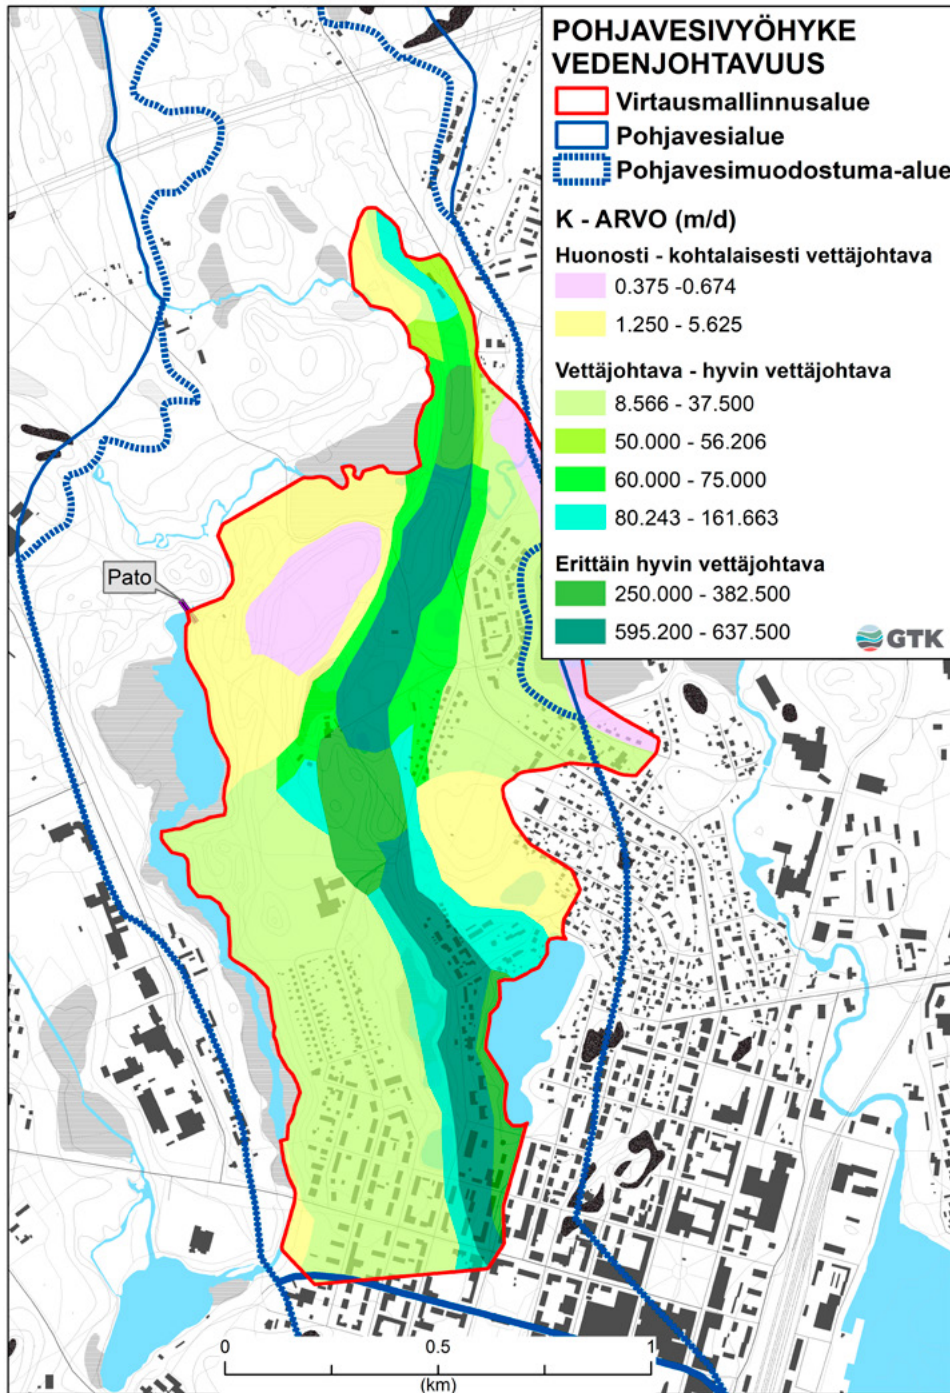 POHJAVESIVYÖHYKE
VEDENJOHTAVUUS
Virtausmallinnusalue
Pohjavesialue
Pohjavesimuodostuma-alue
K - ARVO (m/d)
Huonosti - kohtalaisesti vettäjohtava
0.375 -0.674
1.250 - 5.625
Vettäjohtava - hyvin vettäjohtava
8.566 - 37.500
50.000 - 56.206
60.000 - 75.000
80.243 - 161.663
Erittäin hyvin vettäjohtava
250.000 - 382.500
595.200 - 637.500
GTK
Pato
0 0.5 1
(km)